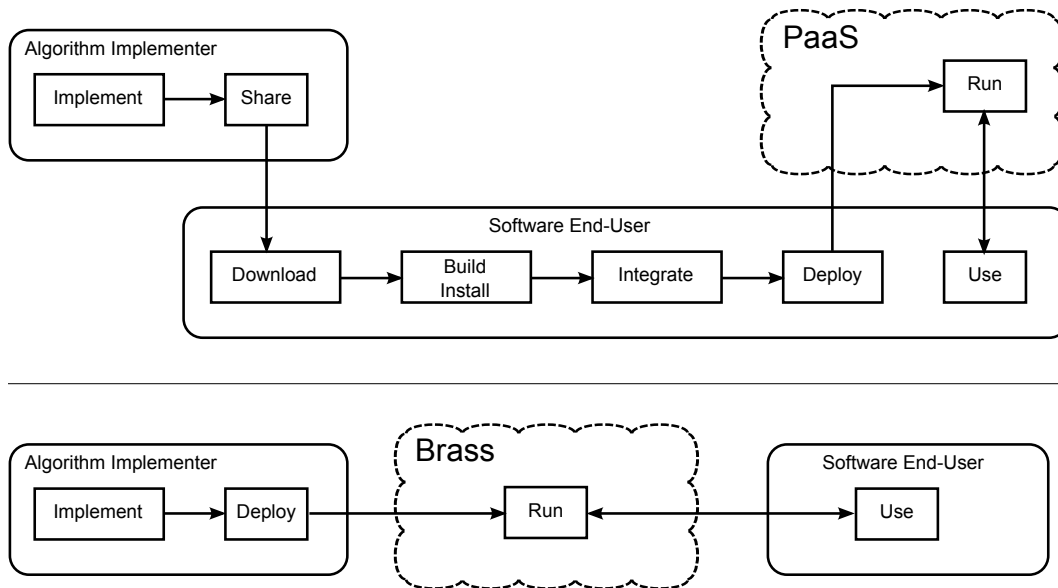 Algorithm Implementer
Implement
Share
PaaS
Run
Software End-User
Download
Build
Install
Integrate
Deploy
Use
Algorithm Implementer
Implement
Deploy
Brass
Run
Software End-User
Use